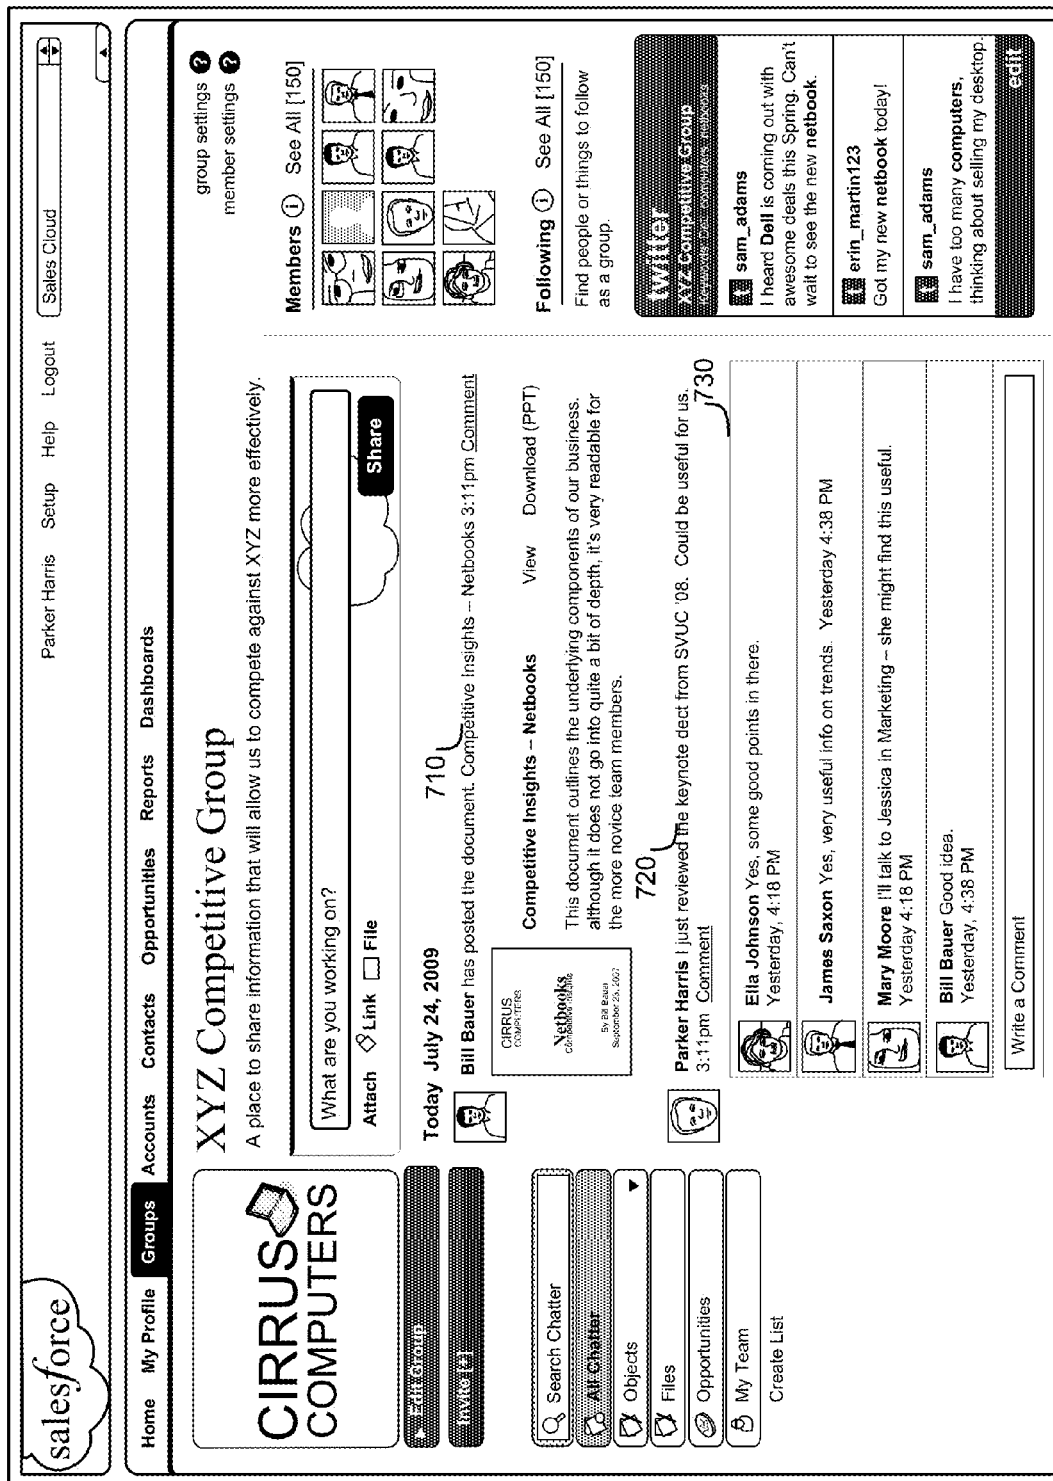 salesforce
Parker Harris Setup Help Logout
Sales Cloud
Home My Profile Groups Accounts Contacts Opportunities Reports Dashboards
CIRRUS
COMPUTERS
Edit Group
Invite [+]
Search Chatter
All Chatter
Objects
Files
Opportunities
My Team
Create List
XYZ Competitive Group
A place to share information that will allow us to compete against XYZ more effectively.
What are you working on?
Attach Link File
Share
Today July 24, 2009
710
Bill Bauer has posted the document. Competitive Insights – Netbooks 3:11pm Comment
CIRRUS
COMPUTERS
Netbooks
Competitive Insights
By Bill Bauer
September 25, 2007
Competitive Insights – Netbooks View Download (PPT)
This document outlines the underlying components of our business.
although it does not go into quite a bit of depth, it's very readable for
the more novice team members.
720
Parker Harris I just reviewed the keynote dect from SVUC '08. Could be useful for us.
3:11pm Comment
730
Ella Johnson Yes, some good points in there.
Yesterday, 4:18 PM
James Saxon Yes, very useful info on trends. Yesterday 4:38 PM
Mary Moore I'll talk to Jessica in Marketing – she might find this useful.
Yesterday 4:18 PM
Bill Bauer Good idea.
Yesterday, 4:38 PM
Write a Comment
group settings ?
member settings ?
Members i See All [150]
Following i See All [150]
Find people or things to follow
as a group.
twitter
XYZ Competitive Group
sam_adams
I heard Dell is coming out with
awesome deals this Spring. Can't
wait to see the new netbook.
erin_martin123
Got my new netbook today!
sam_adams
I have too many computers,
thinking about selling my desktop.
edit